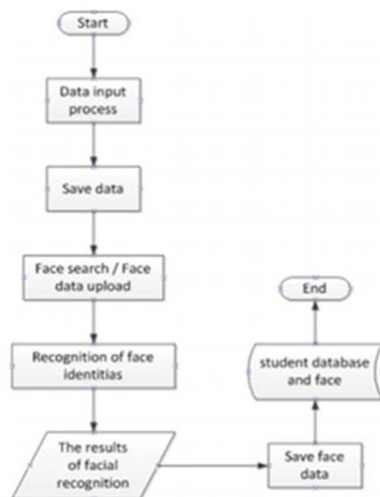 Start
Data input
process
Save data
Face search / Face
data upload
Recognition of face
identitias
The results
of facial
recognition
Save face
data
student database
and face
End